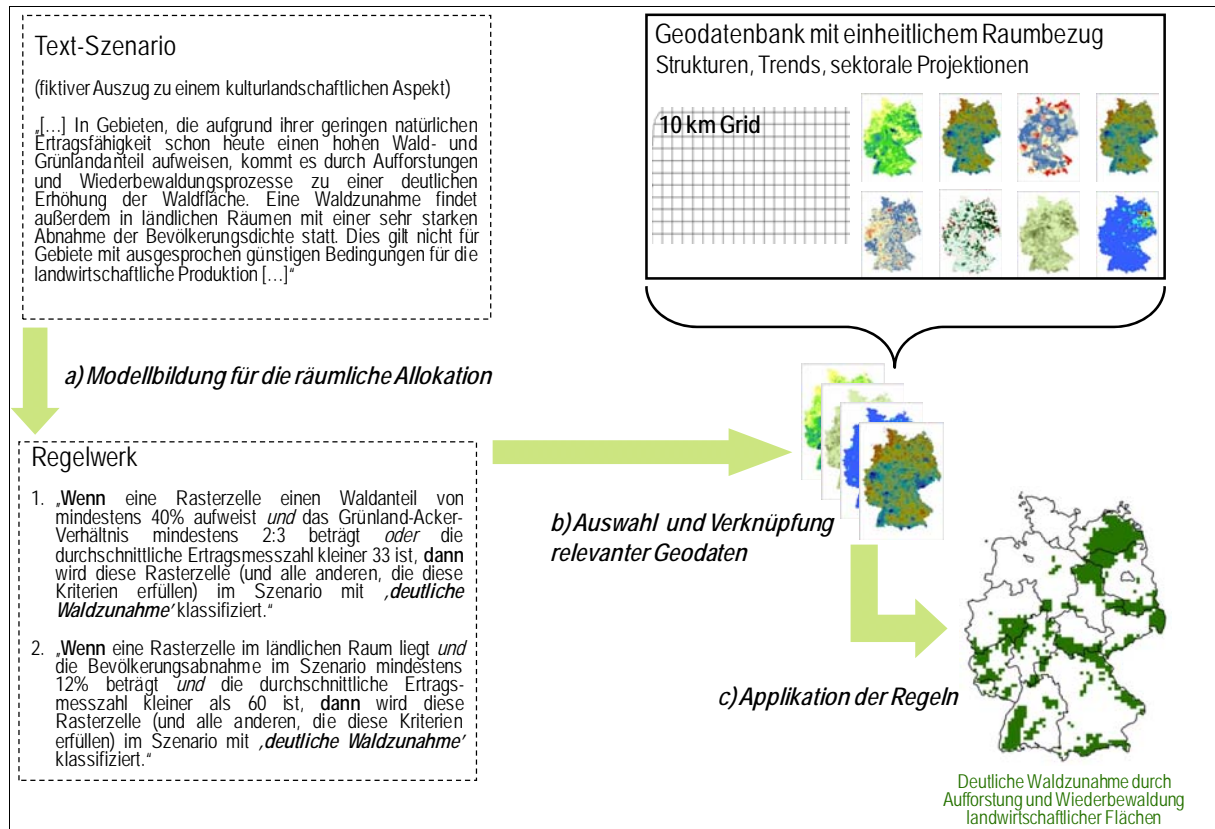 Text-Szenario
(fiktiver Auszug zu einem kulturlandschaftlichen Aspekt)
„[…] In Gebieten, die aufgrund ihrer geringen natürlichen
Ertragsfähigkeit schon heute einen hohen Wald- und
Grünlandanteil aufweisen, kommt es durch Aufforstungen
und Wiederbewaldungsprozesse zu einer deutlichen
Erhöhung der Waldfläche. Eine Waldzunahme findet
außerdem in ländlichen Räumen mit einer sehr starken
Abnahme der Bevölkerungsdichte statt. Dies gilt nicht für
Gebiete mit ausgesprochen günstigen Bedingungen für die
landwirtschaftliche Produktion […]“
Geodatenbank mit einheitlichem Raumbezug
Strukturen, Trends, sektorale Projektionen
10 km Grid
a) Modellbildung für die räumliche Allokation
Regelwerk
1. „Wenn eine Rasterzelle einen Waldanteil von
mindestens 40% aufweist und das Grünland-Acker-
Verhältnis mindestens 2:3 beträgt oder die
durchschnittliche Ertragsmesszahl kleiner 33 ist, dann
wird diese Rasterzelle (und alle anderen, die diese
Kriterien erfüllen) im Szenario mit ‚deutliche
Waldzunahme‘ klassifiziert.“
2. „Wenn eine Rasterzelle im ländlichen Raum liegt und
die Bevölkerungsabnahme im Szenario mindestens
12% beträgt und die durchschnittliche Ertrags-
messzahl kleiner als 60 ist, dann wird diese
Rasterzelle (und alle anderen, die diese Kriterien
erfüllen) im Szenario mit ‚deutliche Waldzunahme‘
klassifiziert.“
b) Auswahl und Verknüpfung
relevanter Geodaten
c) Applikation der Regeln
Deutliche Waldzunahme durch
Aufforstung und Wiederbewaldung
landwirtschaftlicher Flächen